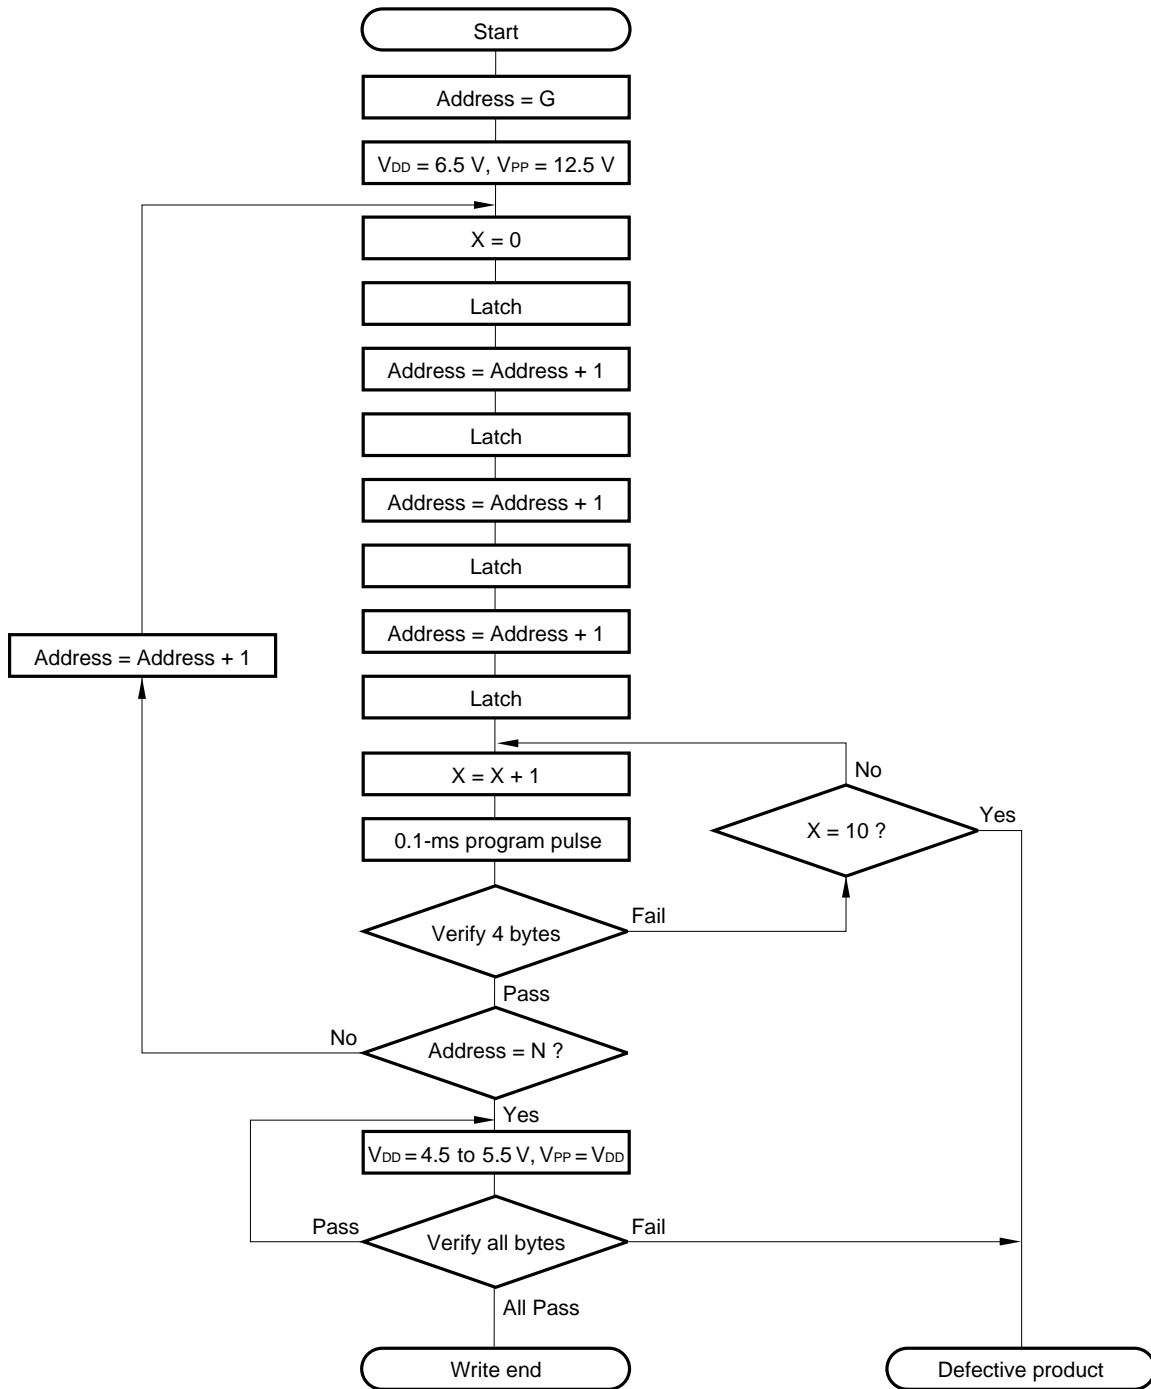 Start
Address = G
VDD = 6.5 V, VPP = 12.5 V
X = 0
Latch
Address = Address + 1
Latch
Address = Address + 1
Latch
Address = Address + 1
Address = Address + 1
Latch
X = X + 1
No
X = 10 ?
Yes
0.1-ms program pulse
Verify 4 bytes
Fail
Pass
No
Address = N ?
Yes
VDD = 4.5 to 5.5 V, VPP = VDD
Pass
Verify all bytes
Fail
All Pass
Write end
Defective product